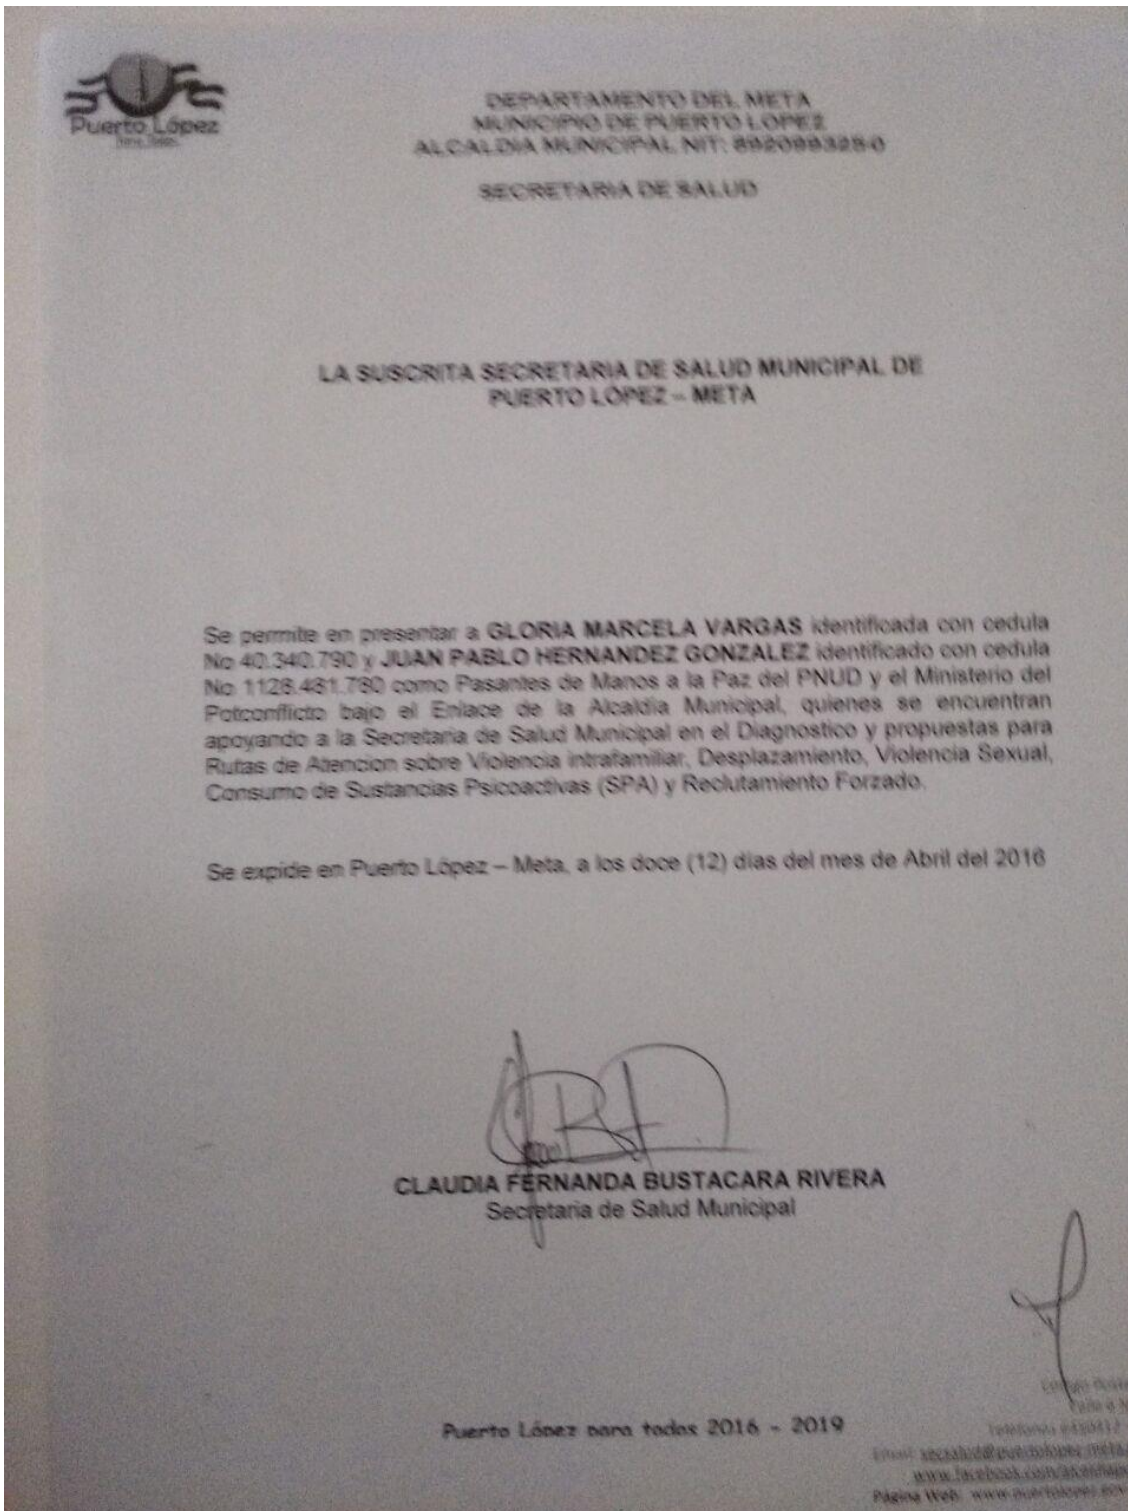 Puerto López
DEPARTAMENTO DEL META
MUNICIPIO DE PUERTO LOPEZ
ALCALDIA MUNICIPAL NIT: 892099325-0
SECRETARIA DE SALUD
LA SUSCRITA SECRETARIA DE SALUD MUNICIPAL DE
PUERTO LÓPEZ – META
Se permite en presentar a GLORIA MARCELA VARGAS identificada con cedula
No 40.340.790 y JUAN PABLO HERNANDEZ GONZALEZ identificado con cedula
No 1128.481.780 como Pasantes de Manos a la Paz del PNUD y el Ministerio del
Potconflicto bajo el Enlace de la Alcaldía Municipal, quienes se encuentran
apoyando a la Secretaria de Salud Municipal en el Diagnostico y propuestas para
Rutas de Atencion sobre Violencia intrafamiliar, Desplazamiento, Violencia Sexual,
Consumo de Sustancias Psicoactivas (SPA) y Reclutamiento Forzado.
Se expide en Puerto López – Meta, a los doce (12) días del mes de Abril del 2016
CLAUDIA FERNANDA BUSTACARA RIVERA
Secretaria de Salud Municipal
Puerto López para todos 2016 - 2019
Email:
Página Web: